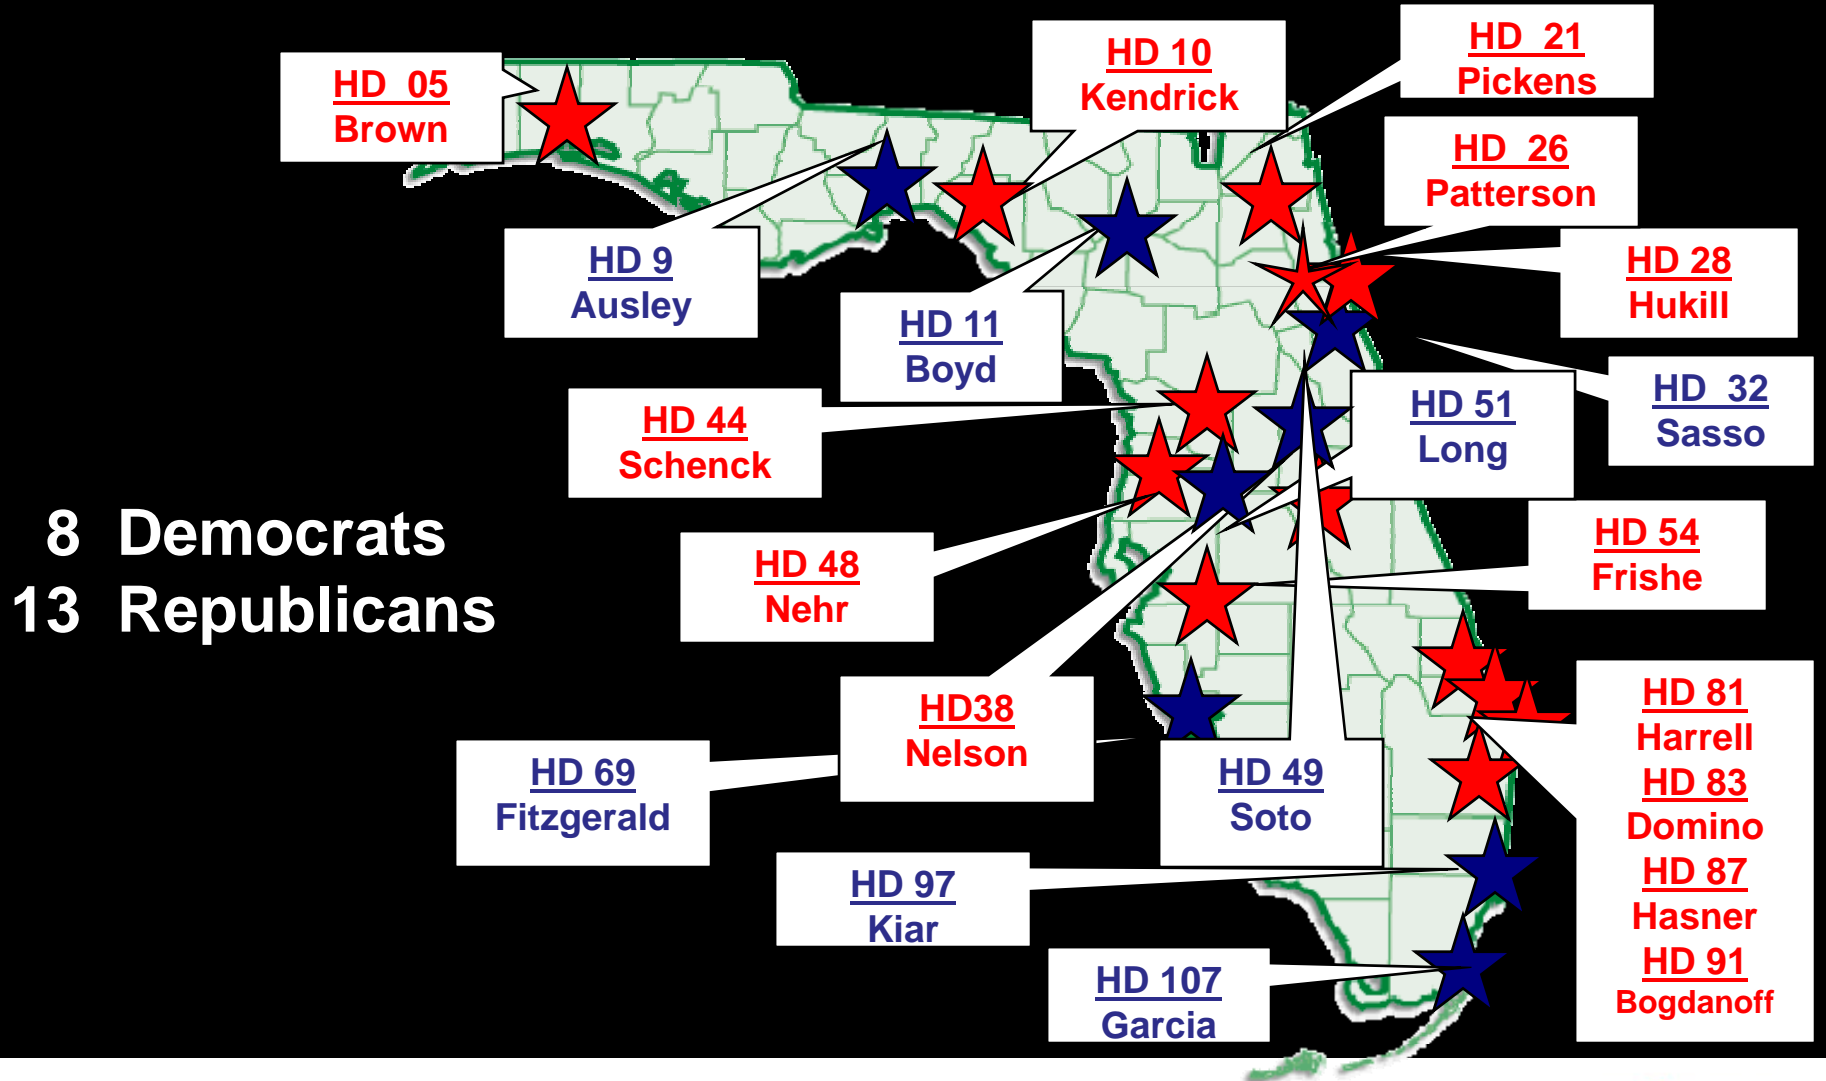 HD  05
Brown
HD 10
Kendrick
HD  21
Pickens
HD  26
Patterson
HD 9
Ausley
HD 11
Boyd
HD 28
Hukill
HD 44
Schenck
HD 51
Long
HD  32
Sasso
8  Democrats
13  Republicans
HD 48
Nehr
HD 54
Frishe
HD38
Nelson
HD 69
Fitzgerald
HD 49
Soto
HD 81
Harrell
HD 83
Domino
HD 87
Hasner
HD 91
Bogdanoff
HD 97
Kiar
HD 107
Garcia